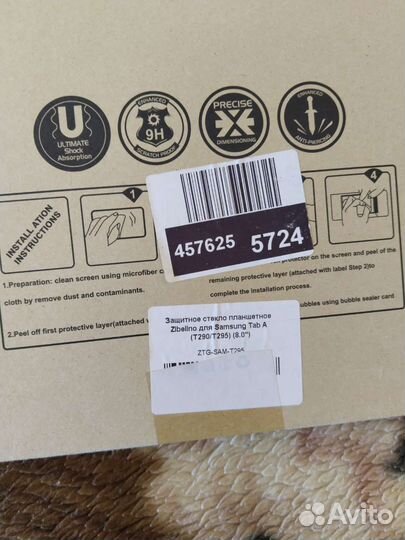 U
ULTIMATE
Shock
Absorption
ENHANCED
9H
SCRATCH PROOF
PRECISE
DIMENSIONING
ENHANCED
ANTI-PIERCING
INSTALLATION
INSTRUCTIONS
1
4
457625 5724
1.Preparation: clean screen using microfiber
cloth by remove dust and contaminants.
2.Peel off first protective layer(attached with
on the screen and peel of the
remaining protective layer (attached with label Step 2)to
complete the installation process.
using bubble sealer card
Защитное стекло планшетное
Zibelino для Samsung Tab A
(T290/T295) (8.0")
ZTG-SAM-T295
Avito